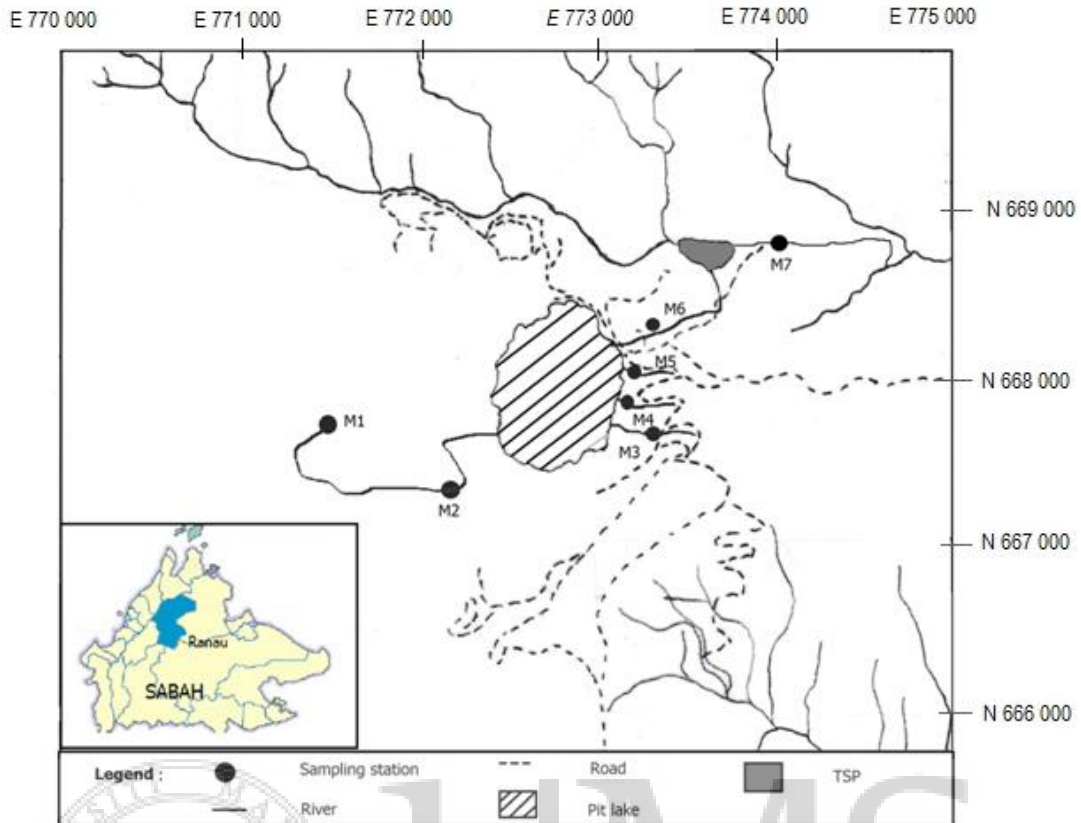 E 770 000 E 771 000 E 772 000 E 773 000 E 774 000 E 775 000
N 669 000
M7
M6
N 668 000
M5
M1
M4
M3
M2
N 667 000
Ranau
SABAH
N 666 000
Legend : Sampling station Road TSP
River Pit lake
UMS